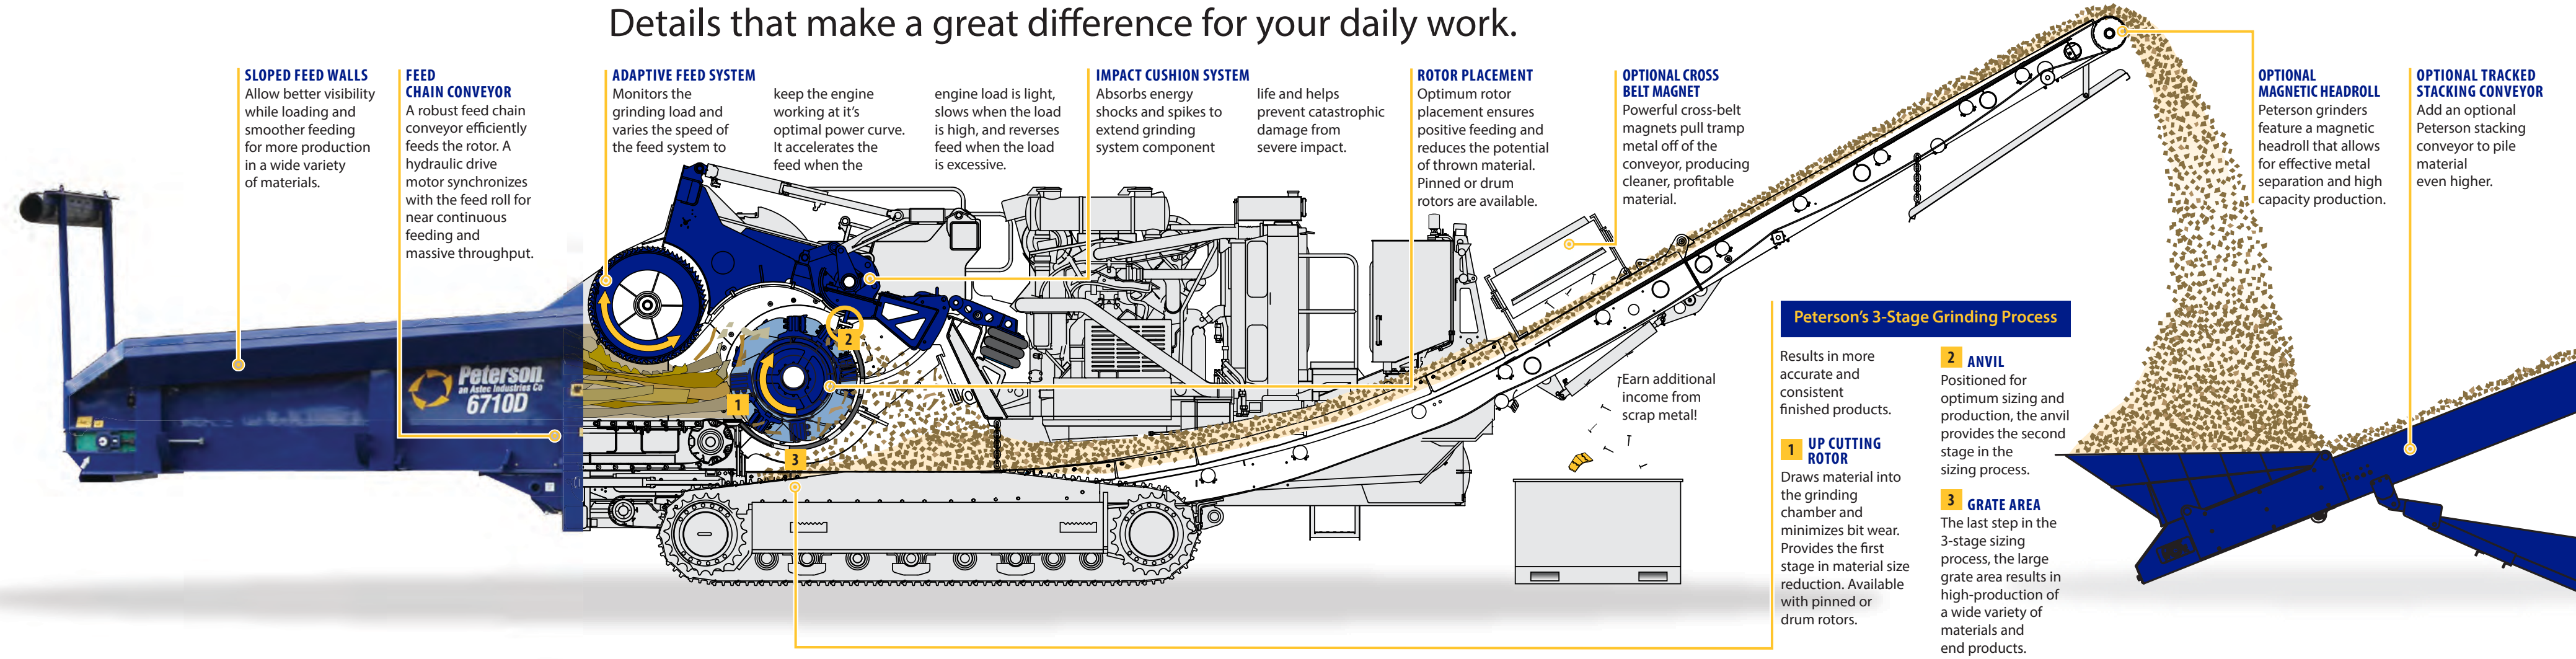 Details that make a great difference for your daily work.
SLOPED FEED WALLS
Allow better visibility
while loading and
smoother feeding
for more production
in a wide variety
of materials.
FEED
CHAIN CONVEYOR
A robust feed chain
conveyor efficiently
feeds the rotor. A
hydraulic drive
motor synchronizes
with the feed roll for
near continuous
feeding and
massive throughput.
ADAPTIVE FEED SYSTEM
Monitors the
grinding load and
varies the speed of
the feed system to
keep the engine
working at it's
optimal power curve.
It accelerates the
feed when the
engine load is light,
slows when the load
is high, and reverses
feed when the load
is excessive.
IMPACT CUSHION SYSTEM
Absorbs energy
shocks and spikes to
extend grinding
system component
life and helps
prevent catastrophic
damage from
severe impact.
ROTOR PLACEMENT
Optimum rotor
placement ensures
positive feeding and
reduces the potential
of thrown material.
Pinned or drum
rotors are available.
OPTIONAL CROSS
BELT MAGNET
Powerful cross-belt
magnets pull tramp
metal off of the
conveyor, producing
cleaner, profitable
material.
OPTIONAL
MAGNETIC HEADROLL
Peterson grinders
feature a magnetic
headroll that allows
for effective metal
separation and high
capacity production.
OPTIONAL TRACKED
STACKING CONVEYOR
Add an optional
Peterson stacking
conveyor to pile
material
even higher.
Peterson
an Astec Industries Co
6710D
1
2
3
Earn additional
income from
scrap metal!
Peterson's 3-Stage Grinding Process
Results in more
accurate and
consistent
finished products.
1 UP CUTTING
ROTOR
Draws material into
the grinding
chamber and
minimizes bit wear.
Provides the first
stage in material size
reduction. Available
with pinned or
drum rotors.
2 ANVIL
Positioned for
optimum sizing and
production, the anvil
provides the second
stage in the
sizing process.
3 GRATE AREA
The last step in the
3-stage sizing
process, the large
grate area results in
high-production of
a wide variety of
materials and
end products.